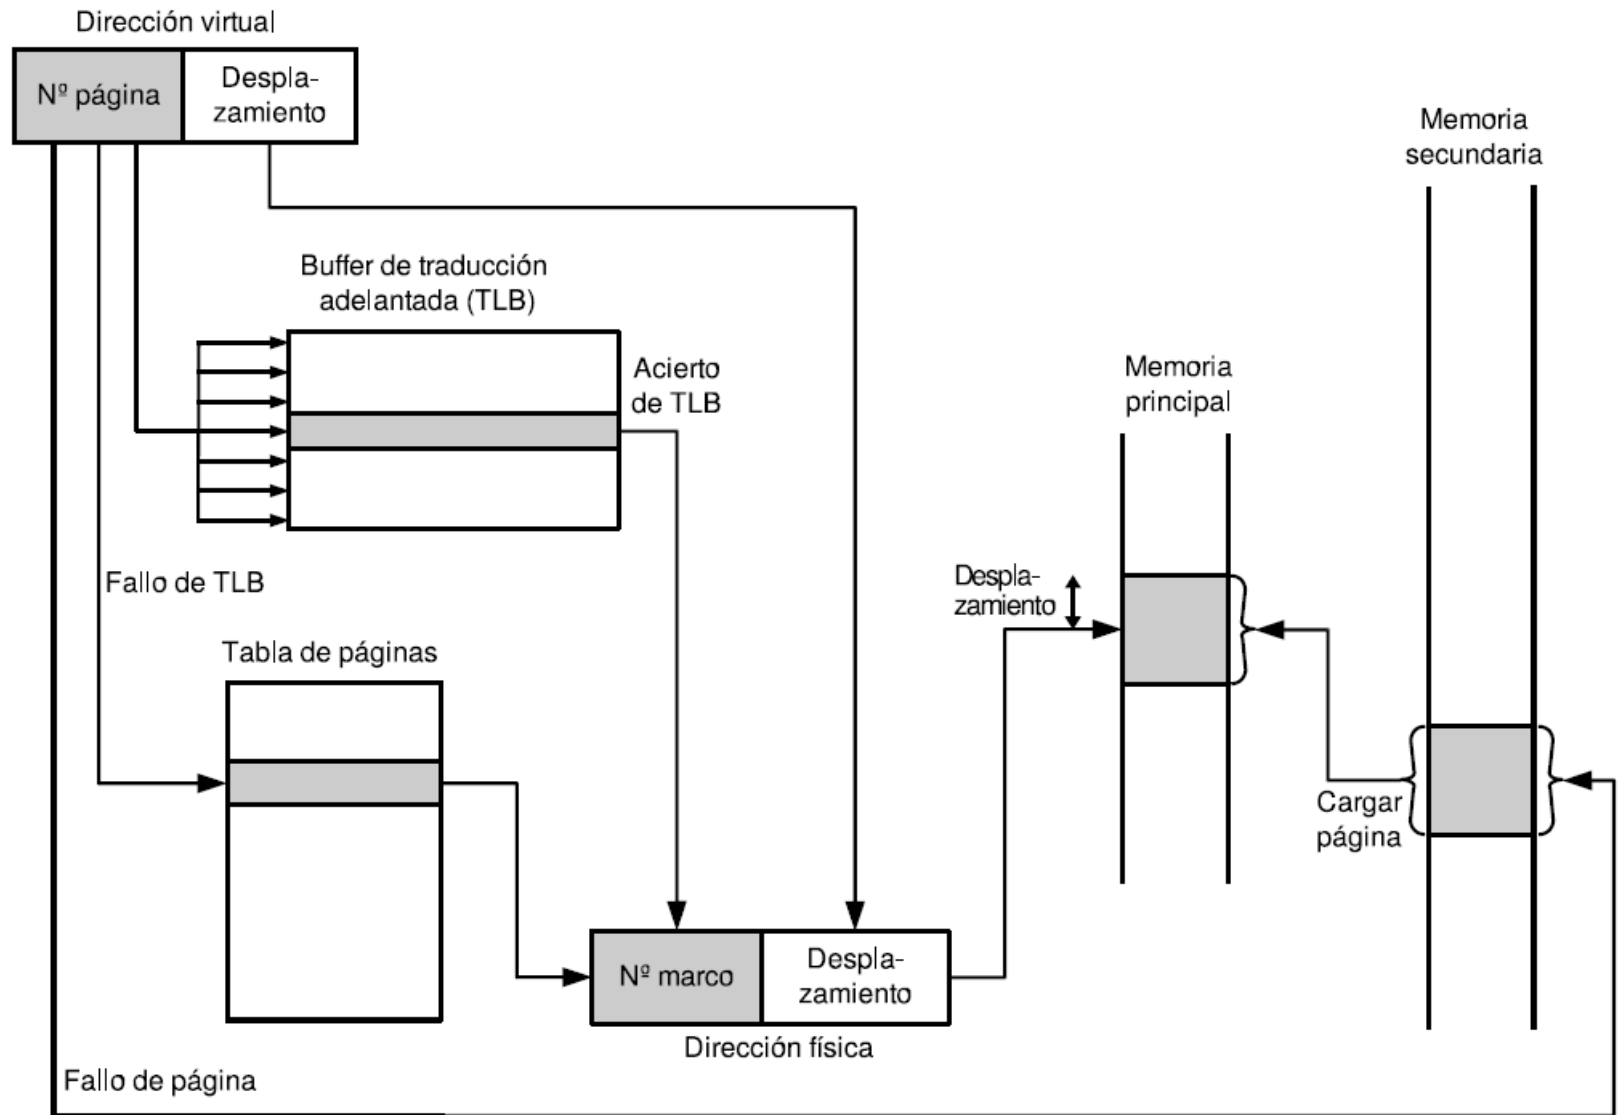 Dirección virtual
Nº página
Despla-
zamiento
Memoria
secundaria
Buffer de traducción
adelantada (TLB)
Acierto
de TLB
Memoria
principal
Fallo de TLB
Despla-
zamiento
Tabla de páginas
Cargar
página
Nº marco
Despla-
zamiento
Dirección física
Fallo de página